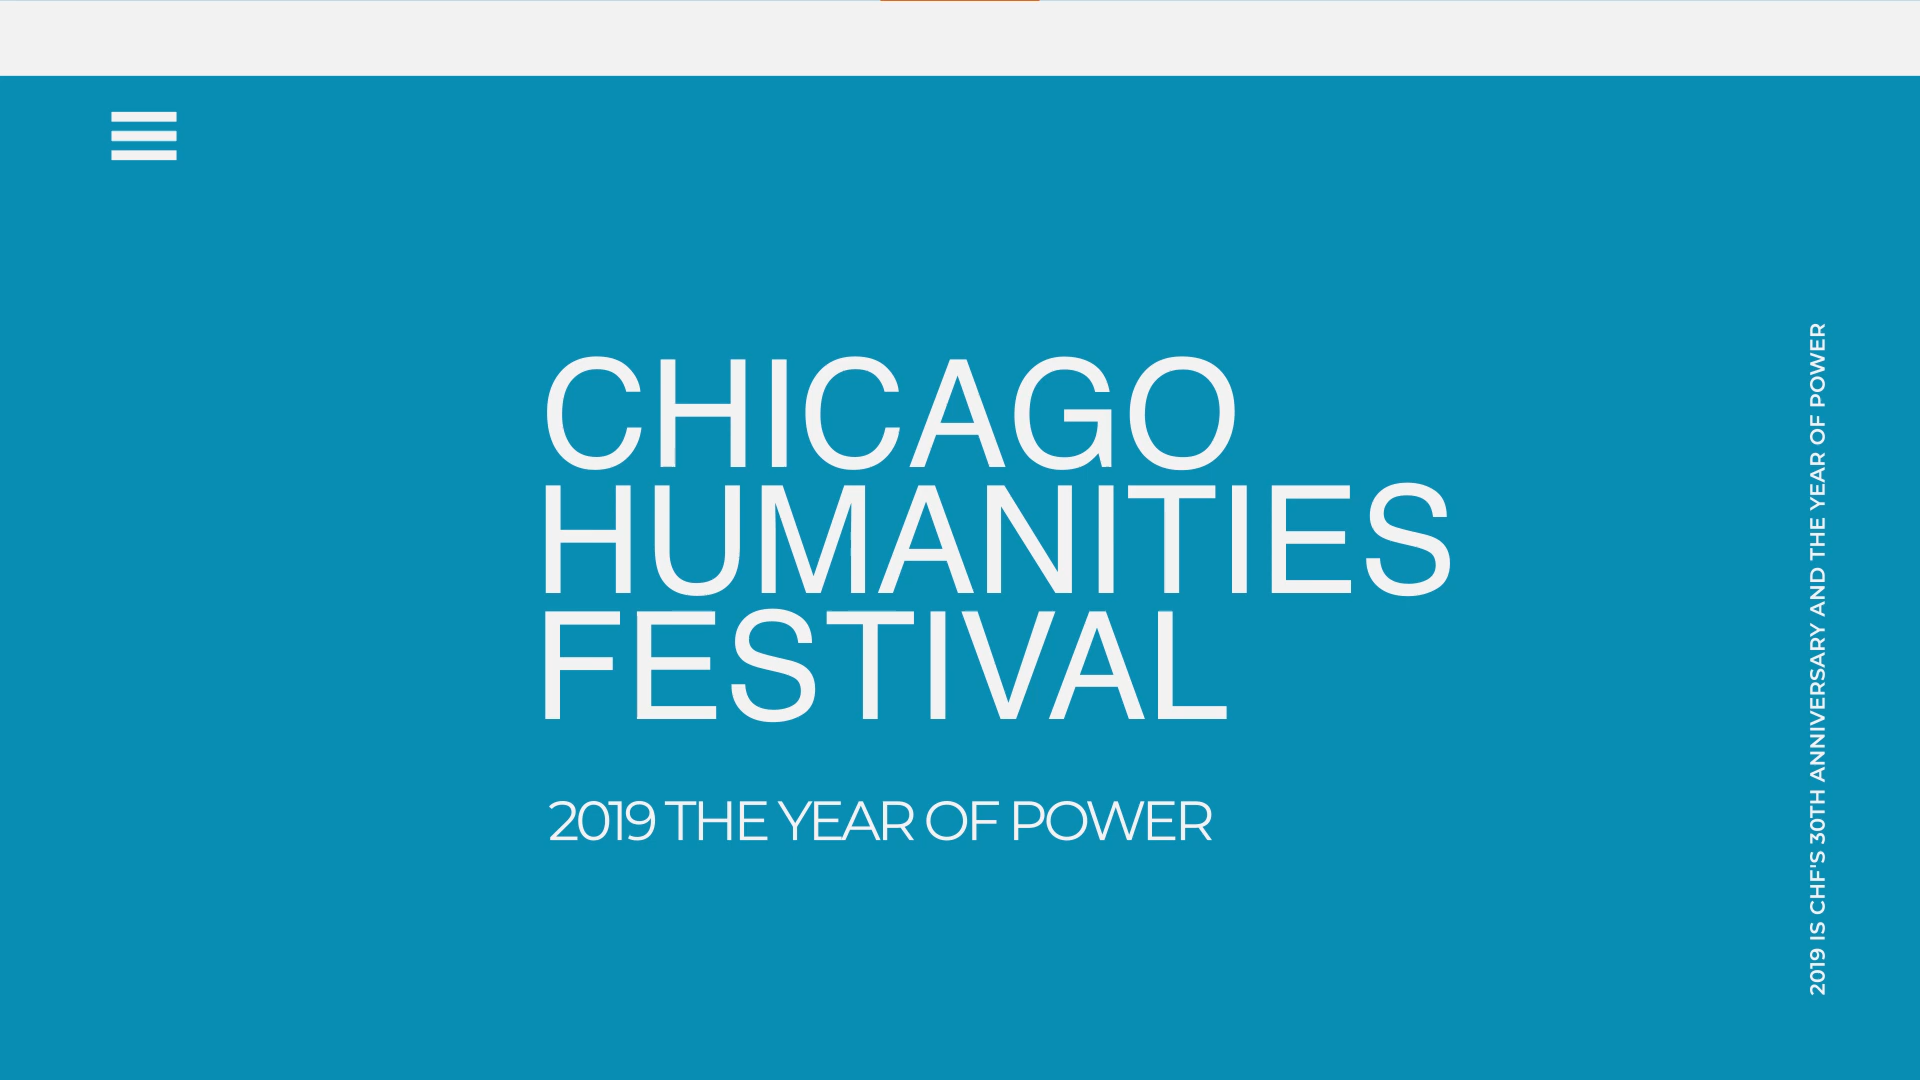 CHICAGO
HUMANITIES
FESTIVAL
2019 THE YEAR OF POWER
2019 IS CHF'S 30TH ANNIVERSARY AND THE YEAR OF POWER